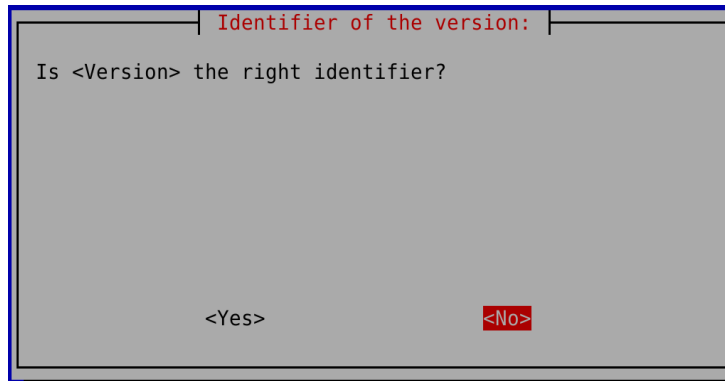 Identifier of the version:
Is <Version> the right identifier?
<Yes> <No>